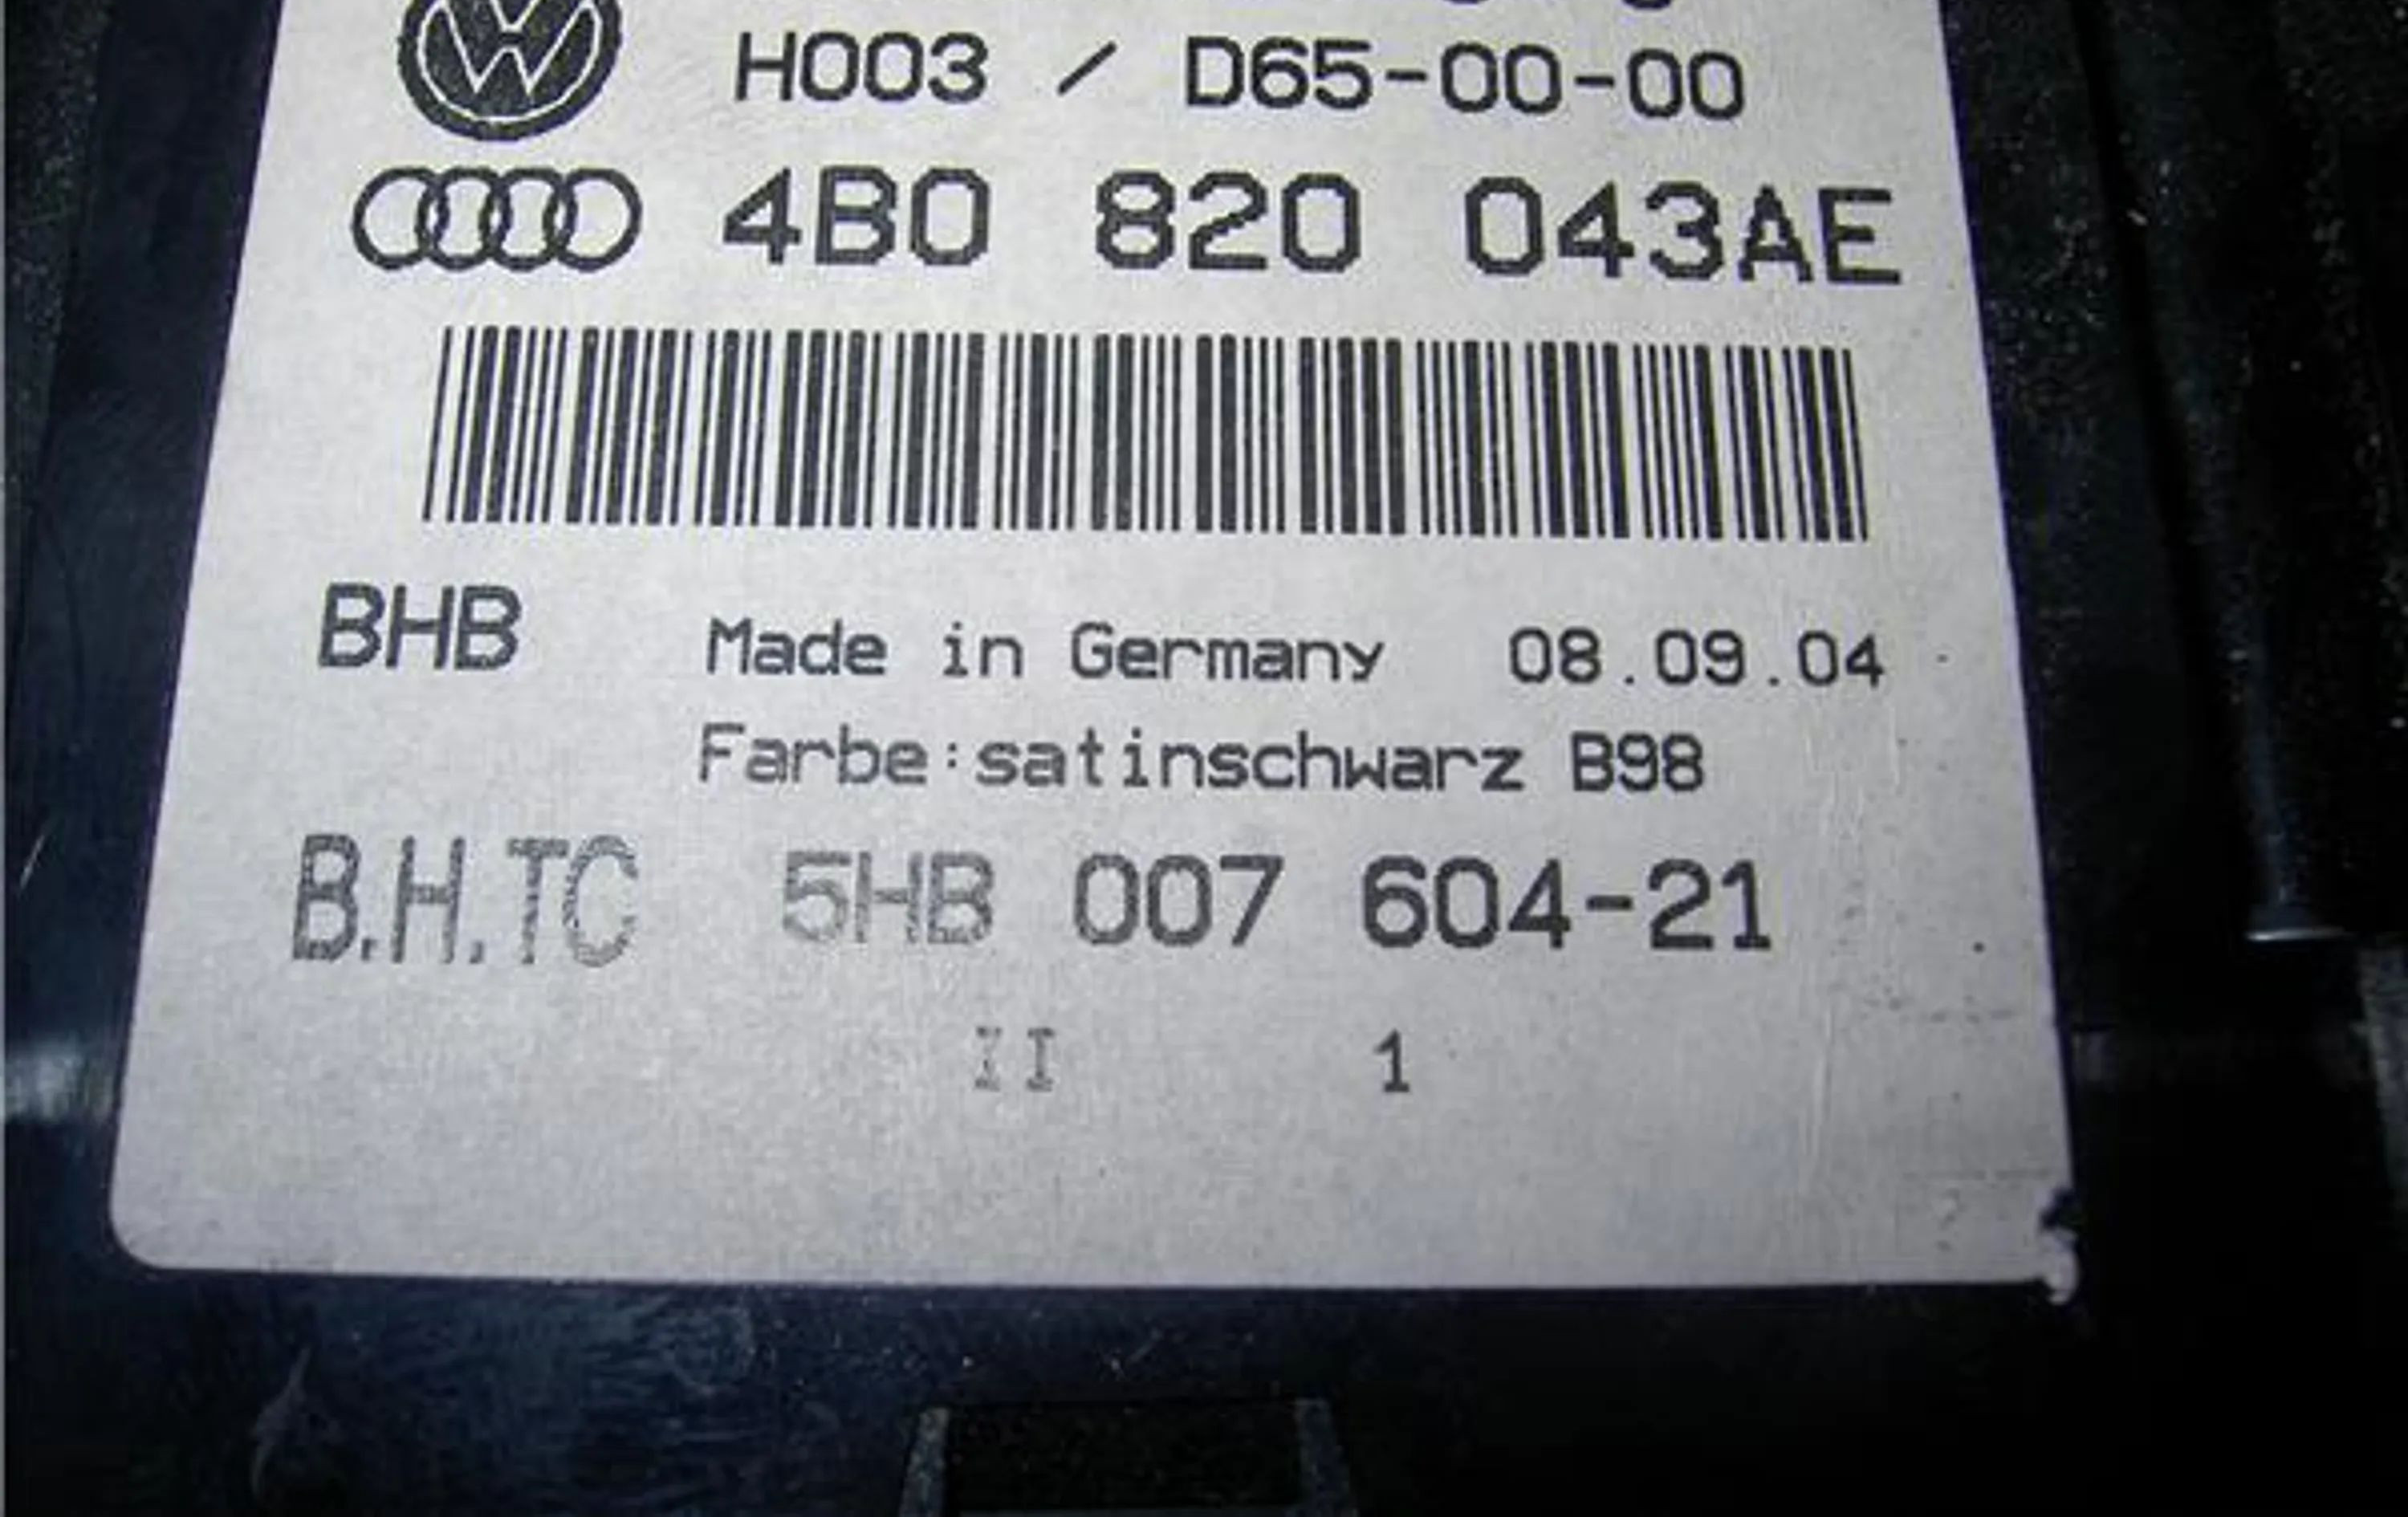 H003 / D65-00-00
4B0 820 043AE
BHB
Made in Germany 08.09.04
Farbe:satinschwarz B98
B.H.TC 5HB 007 604-21
II 1